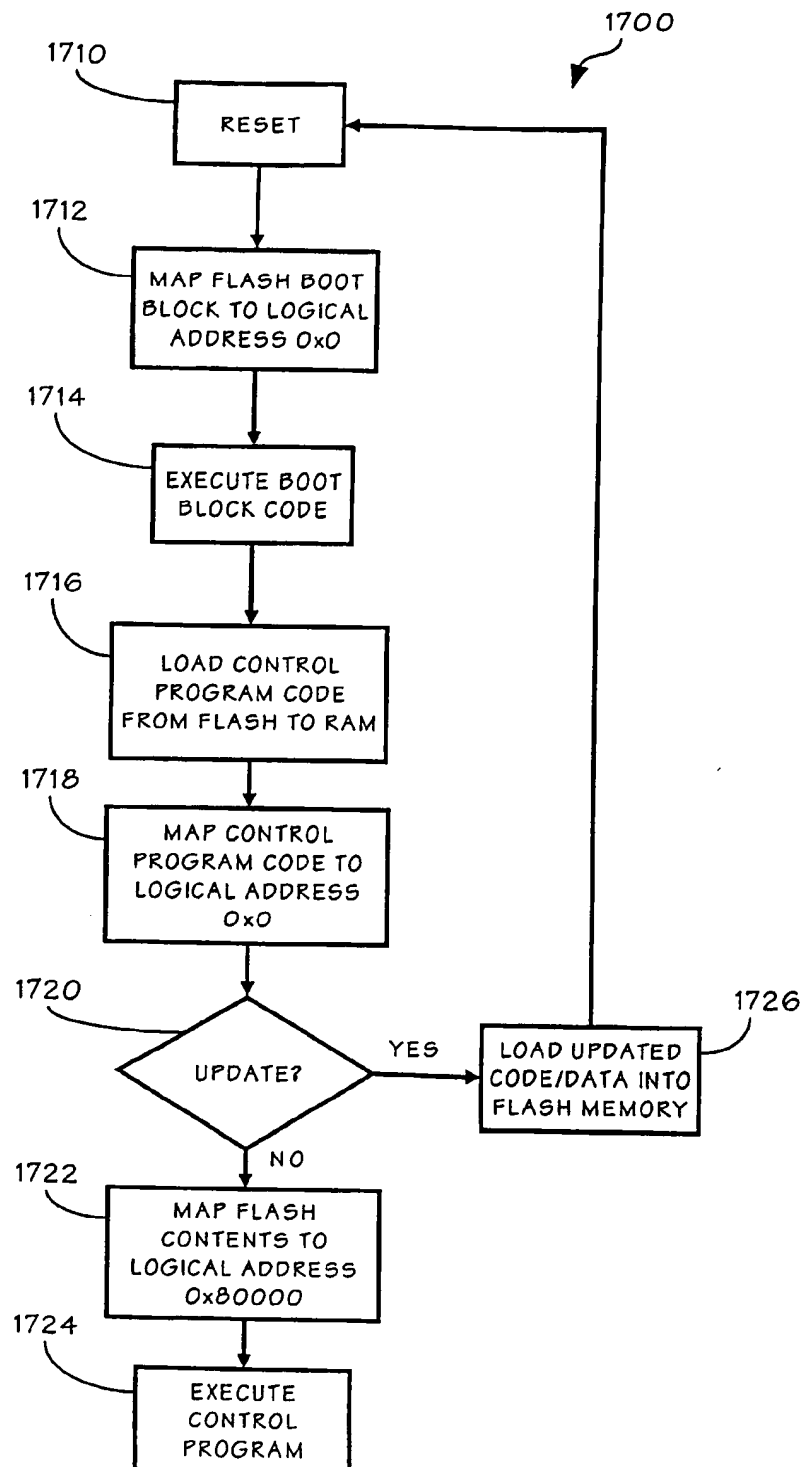 1700
1710
RESET
1712
MAP FLASH BOOT
BLOCK TO LOGICAL
ADDRESS 0x0
1714
EXECUTE BOOT
BLOCK CODE
1716
LOAD CONTROL
PROGRAM CODE
FROM FLASH TO RAM
1718
MAP CONTROL
PROGRAM CODE TO
LOGICAL ADDRESS
0x0
1720
UPDATE?
YES
1726
LOAD UPDATED
CODE/DATA INTO
FLASH MEMORY
NO
1722
MAP FLASH
CONTENTS TO
LOGICAL ADDRESS
0x80000
1724
EXECUTE
CONTROL
PROGRAM